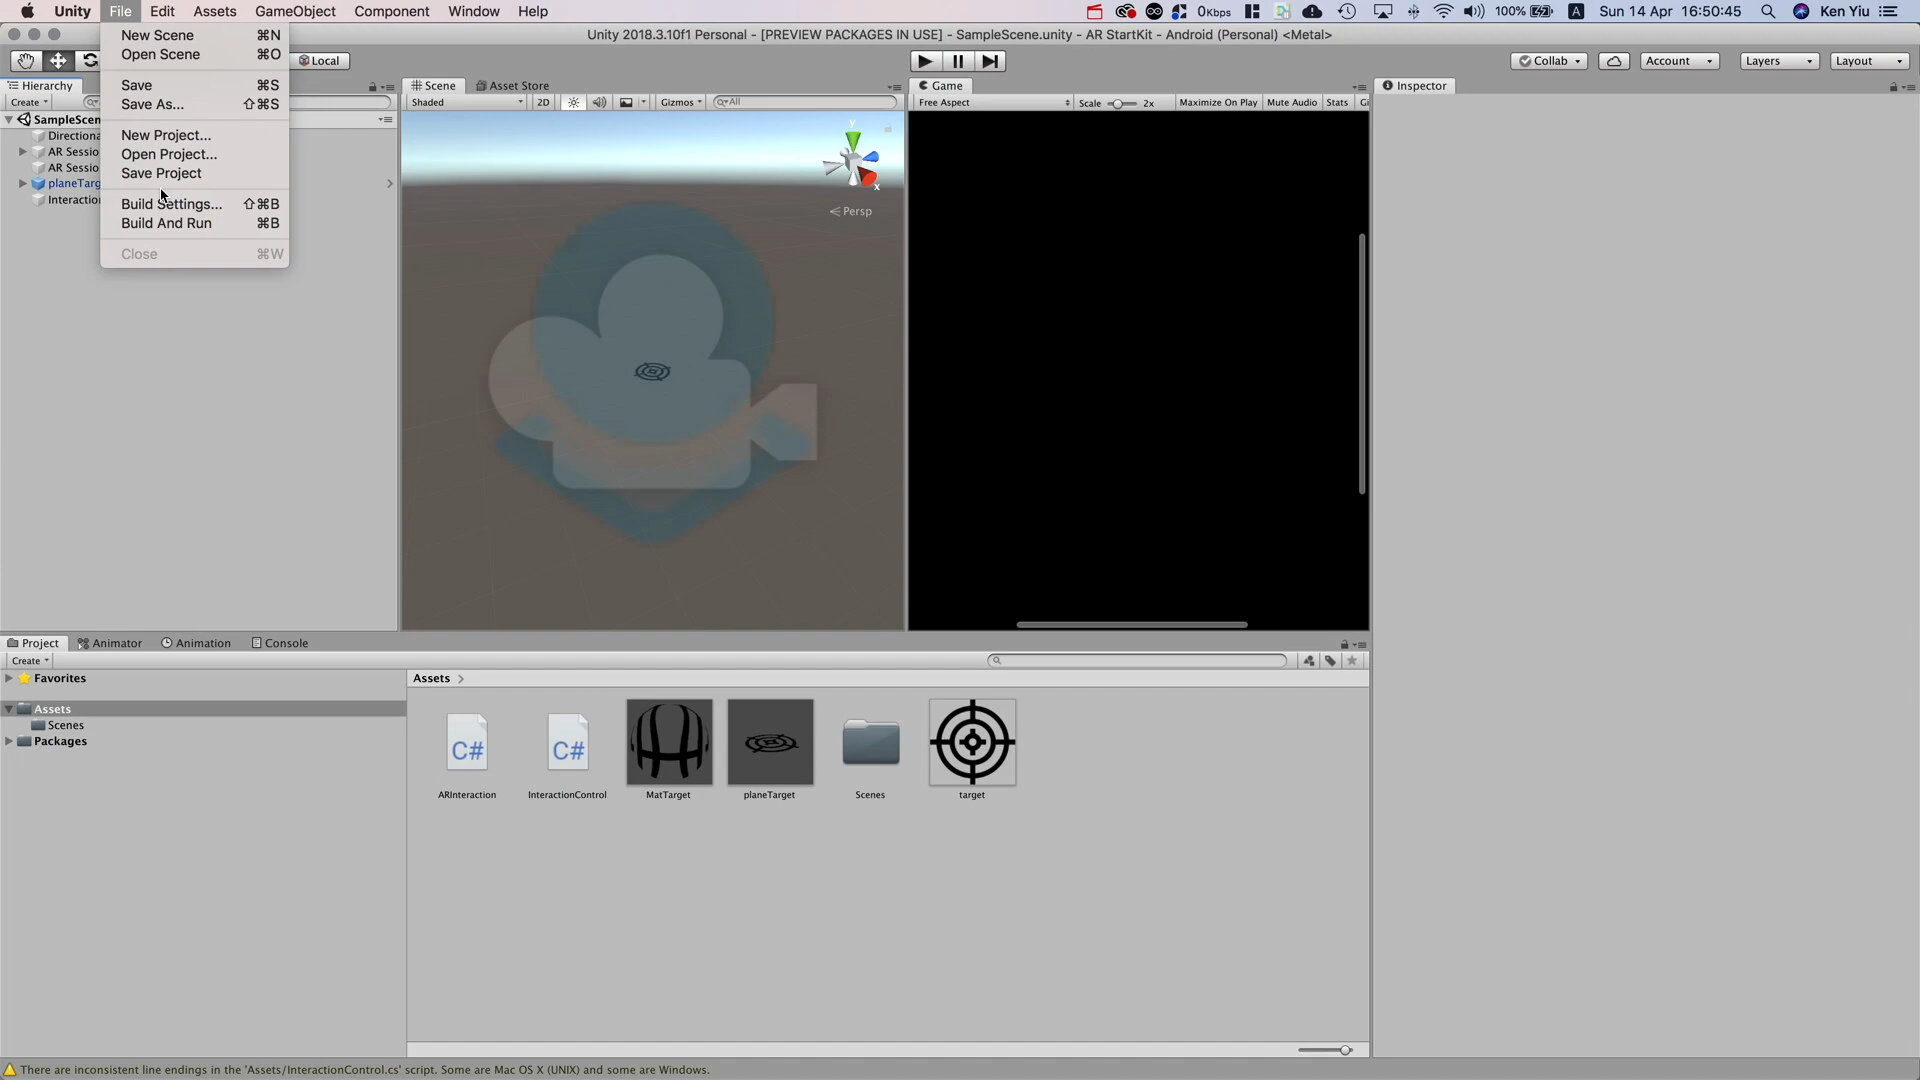 Unity File Edit Assets GameObject Component Window Help 0Kbps 100% A Sun 14 Apr 16:50:45 Ken Yiu
Unity 2018.3.10f1 Personal - [PREVIEW PACKAGES IN USE] - SampleScene.unity - AR StartKit - Android (Personal) <Metal>
New Scene ⌘N
Open Scene ⌘O
Save ⌘S
Save As... ⇧⌘S
New Project...
Open Project...
Save Project
Build Settings... ⇧⌘B
Build And Run ⌘B
Close ⌘W
Local
Collab Account Layers Layout
Hierarchy
Create
SampleScen
Directiona
AR Sessio
AR Sessio
planeTarg
Interaction
Scene Asset Store
Shaded 2D Gizmos All
y
x
Persp
Game
Free Aspect Scale 2x Maximize On Play Mute Audio Stats Gi
Inspector
Project Animator Animation Console
Create
Favorites
Assets
Scenes
Packages
Assets
C# C#
ARInteraction InteractionControl MatTarget planeTarget Scenes target
There are inconsistent line endings in the 'Assets/InteractionControl.cs' script. Some are Mac OS X (UNIX) and some are Windows.